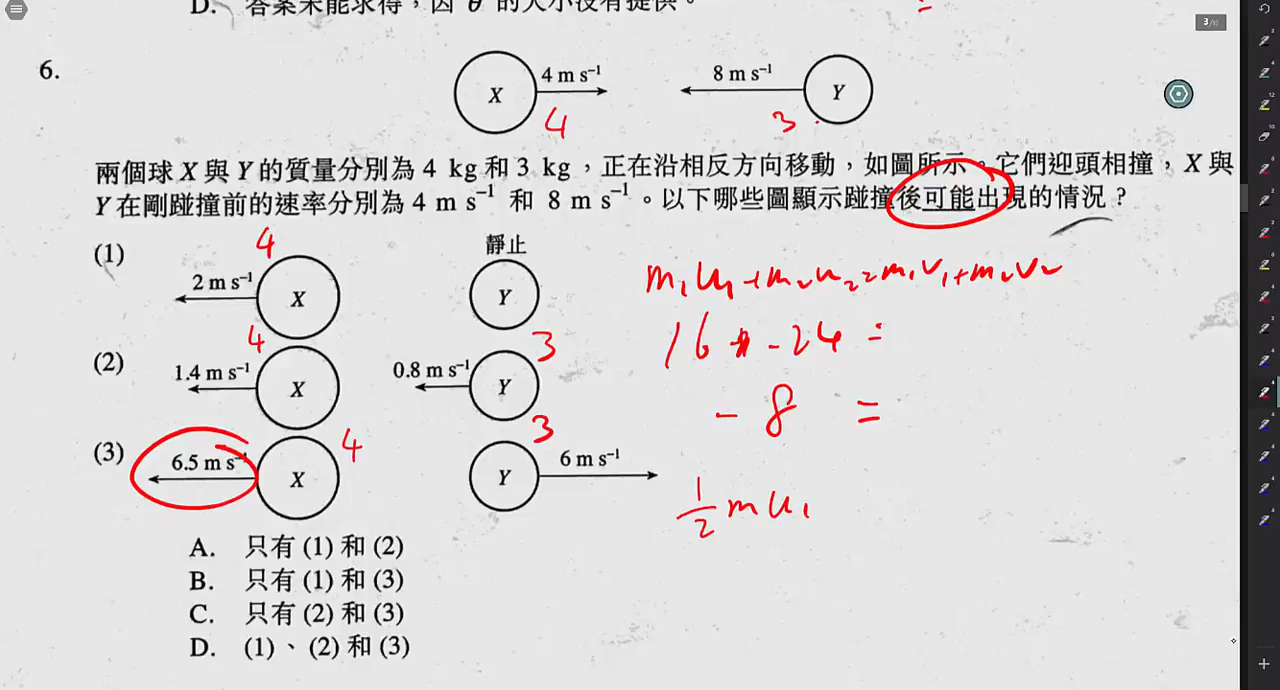 D. 答案未能求得，因 θ 的大小沒有提供。
=
3/
6.
X 4 m s⁻¹ 8 m s⁻¹ Y
4 3
兩個球 X 與 Y 的質量分別為 4 kg 和 3 kg，正在沿相反方向移動，如圖所示。它們迎頭相撞，X 與
Y 在剛踫撞前的速率分別為 4 m s⁻¹ 和 8 m s⁻¹。以下哪些圖顯示踫撞後可能出現的情況？
(1) 2 m s⁻¹ 4 X 靜止 Y
m₁u₁+m₂u₂=m₁v₁+m₂v₂
16 - 24 =
(2) 1.4 m s⁻¹ 4 X 0.8 m s⁻¹ Y 3
- 8 =
(3) 6.5 m s⁻¹ X 4 Y 3 6 m s⁻¹
1/2 m u₁
A. 只有 (1) 和 (2)
B. 只有 (1) 和 (3)
C. 只有 (2) 和 (3)
D. (1)、(2) 和 (3)